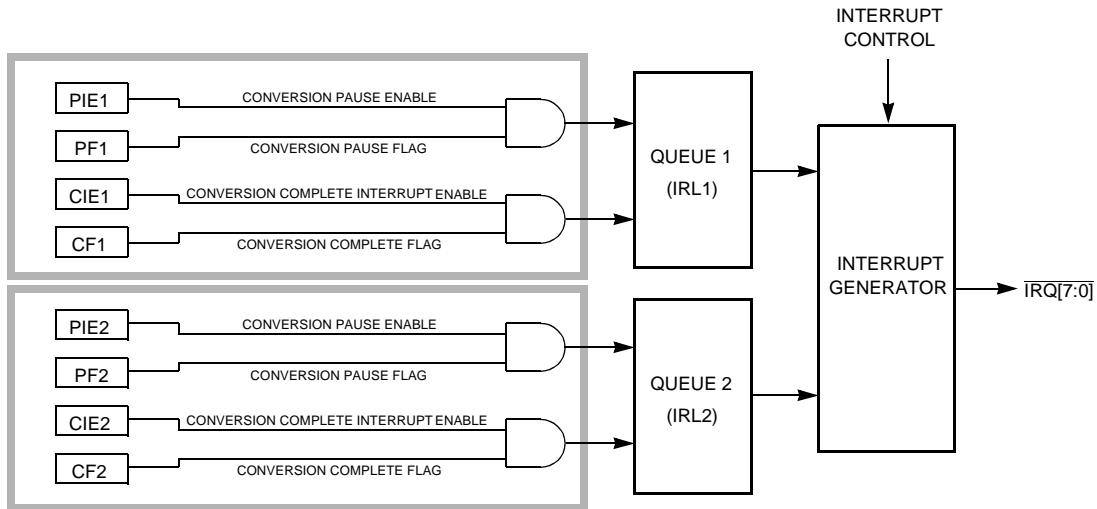 INTERRUPT
CONTROL
PIE1
CONVERSION PAUSE ENABLE
PF1
CONVERSION PAUSE FLAG
CIE1
CONVERSION COMPLETE INTERRUPT ENABLE
CF1
CONVERSION COMPLETE FLAG
QUEUE 1
(IRL1)
PIE2
CONVERSION PAUSE ENABLE
PF2
CONVERSION PAUSE FLAG
CIE2
CONVERSION COMPLETE INTERRUPT ENABLE
CF2
CONVERSION COMPLETE FLAG
QUEUE 2
(IRL2)
INTERRUPT
GENERATOR
IRQ[7:0]